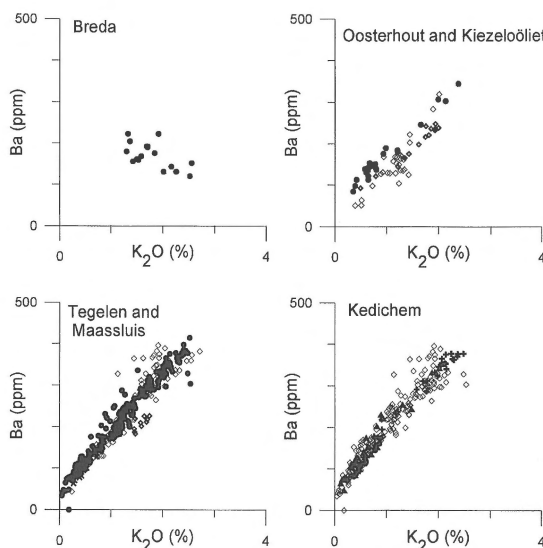 500
Breda
Ba (ppm)
0
0
K2O (%)
4
500
Oosterhout and Kiezeloöliet
Ba (ppm)
0
0
K2O (%)
4
500
Tegelen and
Maassluis
Ba (ppm)
0
0
K2O (%)
4
500
Kedichem
Ba (ppm)
0
0
K2O (%)
4